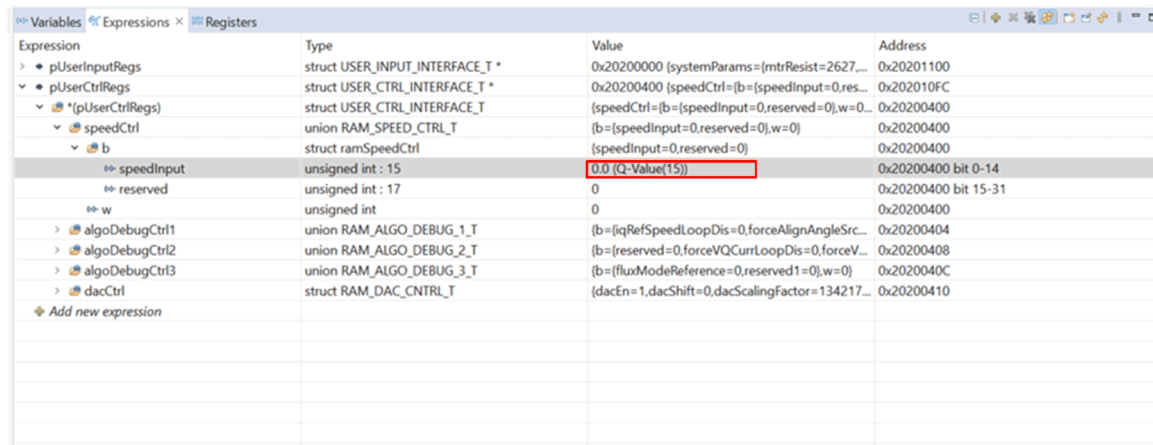 Variables Expressions Registers
Expression Type Value Address
pUserInputRegs struct USER_INPUT_INTERFACE_T * 0x20200000 {systemParams={mtrResist=2627,... 0x20201100
pUserCtrlRegs struct USER_CTRL_INTERFACE_T * 0x20200400 {speedCtrl={b={speedInput=0,res... 0x202010FC
*(pUserCtrlRegs) struct USER_CTRL_INTERFACE_T {speedCtrl={b={speedInput=0,reserved=0},w=0... 0x20200400
speedCtrl union RAM_SPEED_CTRL_T {b={speedInput=0,reserved=0},w=0} 0x20200400
b struct ramSpeedCtrl {speedInput=0,reserved=0} 0x20200400
speedInput unsigned int : 15 0.0 (Q-Value(15)) 0x20200400 bit 0-14
reserved unsigned int : 17 0 0x20200400 bit 15-31
w unsigned int 0 0x20200400
algoDebugCtrl1 union RAM_ALGO_DEBUG_1_T {b={iqRefSpeedLoopDis=0,forceAlignAngleSrc... 0x20200404
algoDebugCtrl2 union RAM_ALGO_DEBUG_2_T {b={reserved=0,forceVQCurrLoopDis=0,forceV... 0x20200408
algoDebugCtrl3 union RAM_ALGO_DEBUG_3_T {b={fluxModeReference=0,reserved1=0},w=0} 0x2020040C
dacCtrl struct RAM_DAC_CNTRL_T {dacEn=1,dacShift=0,dacScalingFactor=134217... 0x20200410
Add new expression